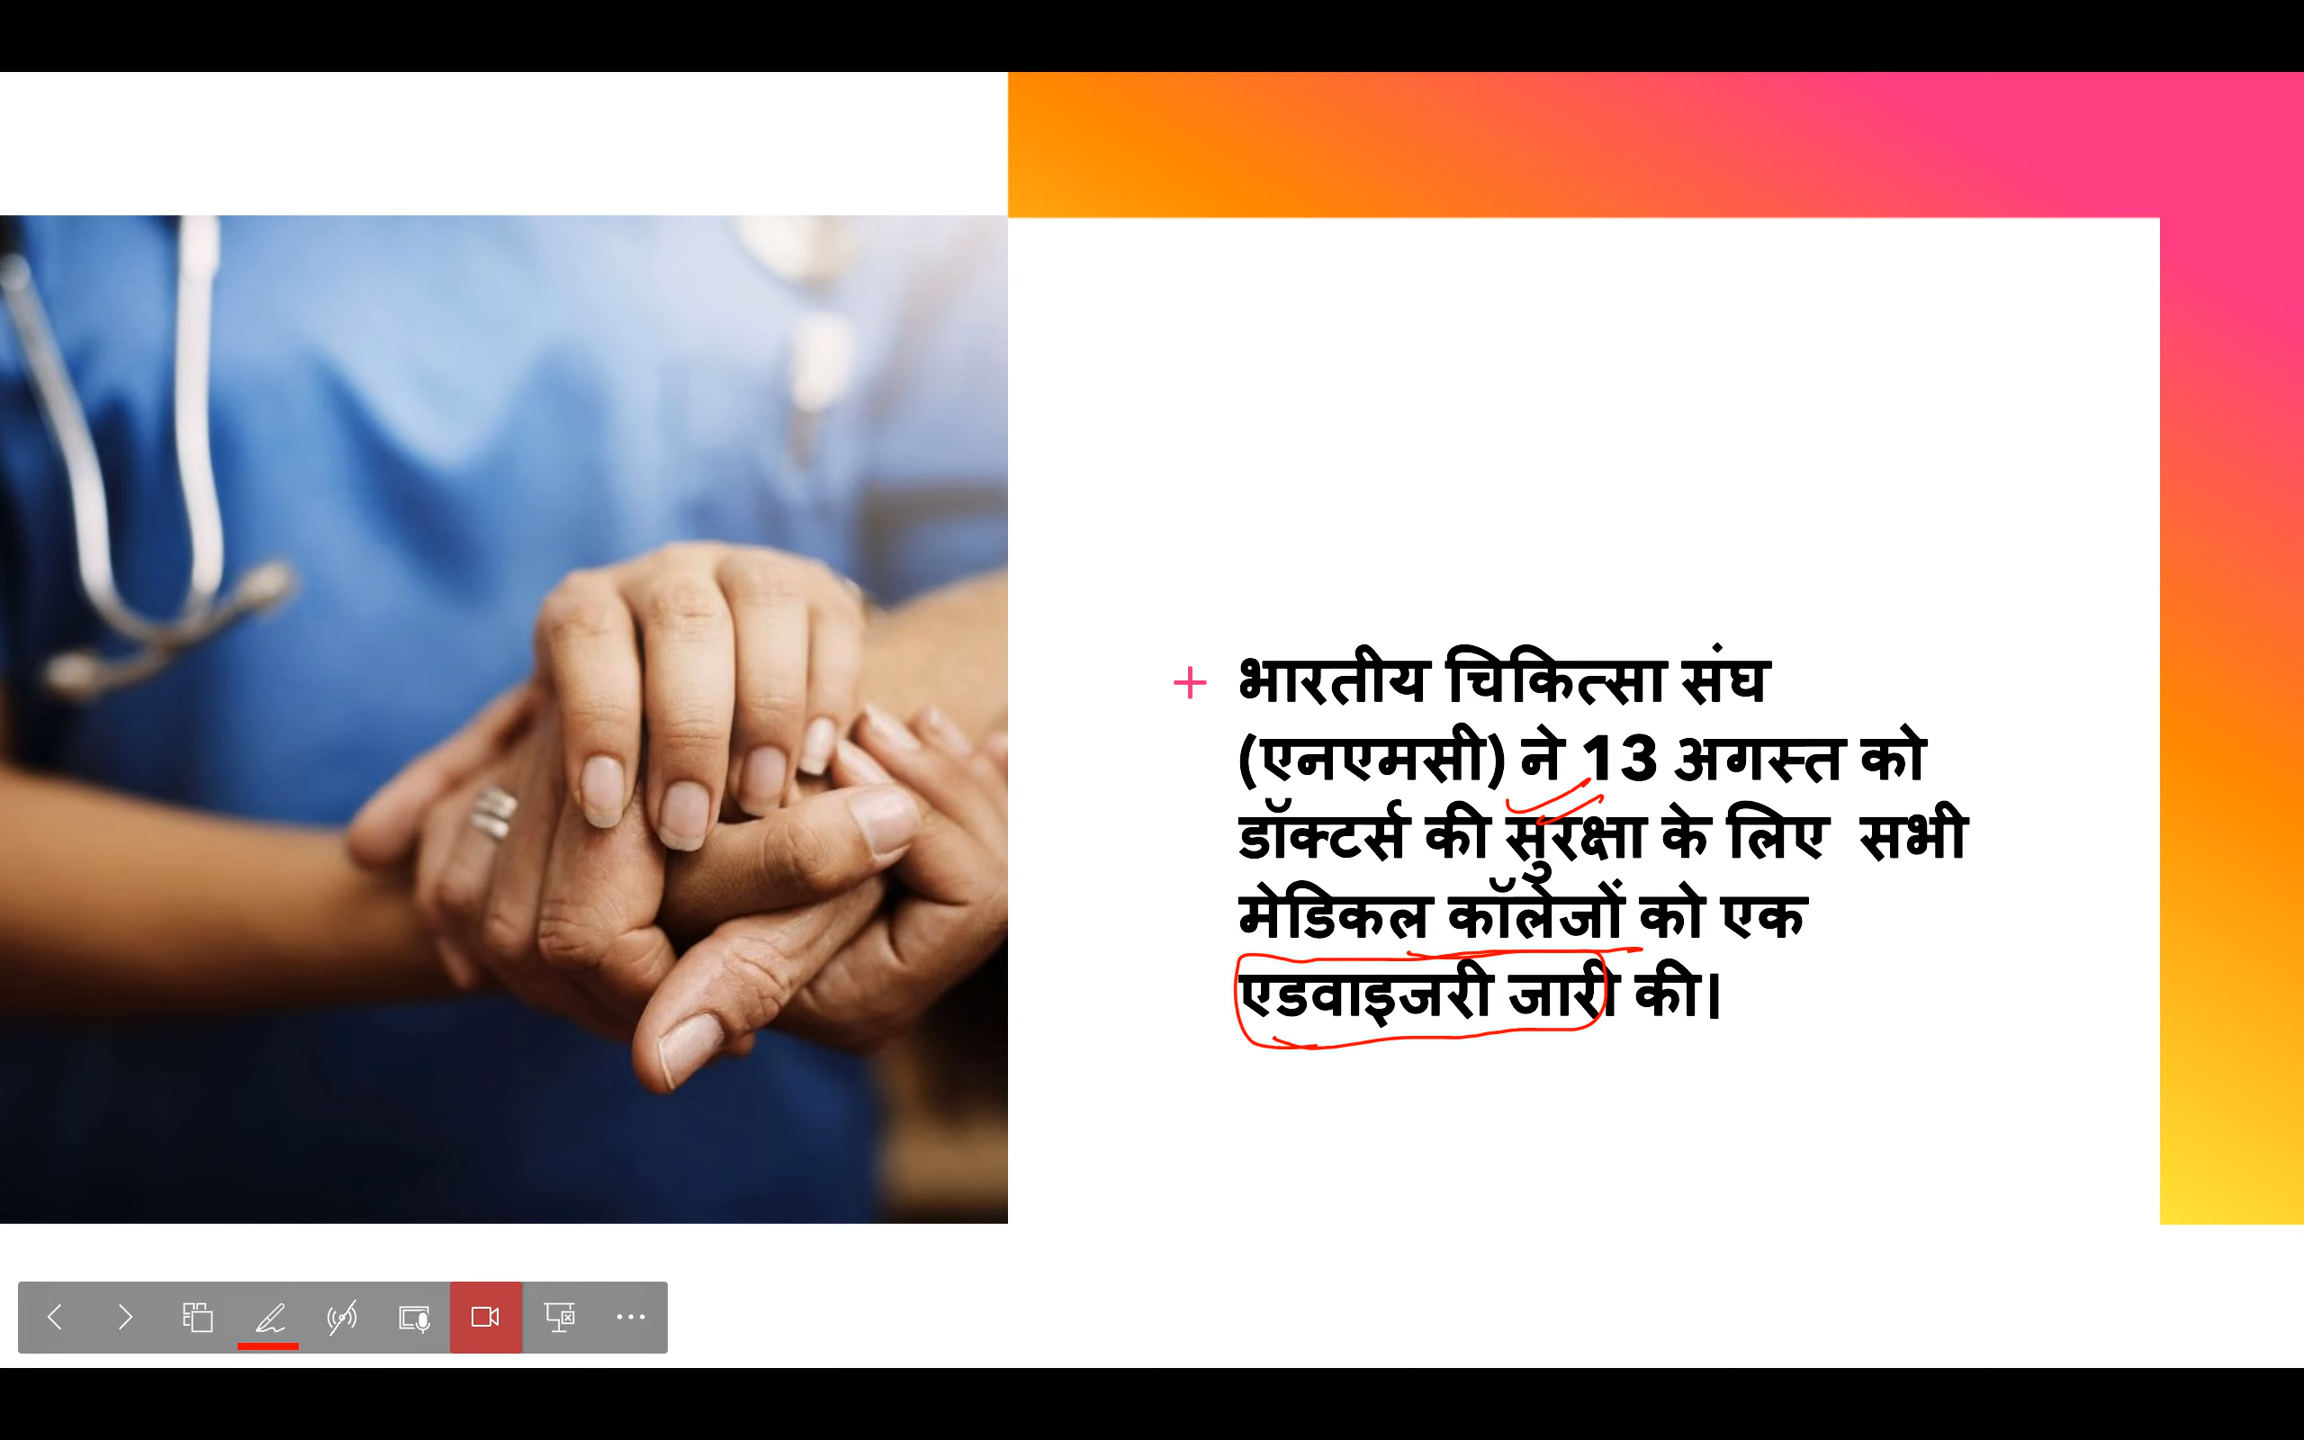 + भारतीय चिकित्सा संघ
(एनएमसी) ने 13 अगस्त को
डॉक्टर्स की सुरक्षा के लिए सभी
मेडिकल कॉलेजों को एक
एडवाइजरी जारी की।